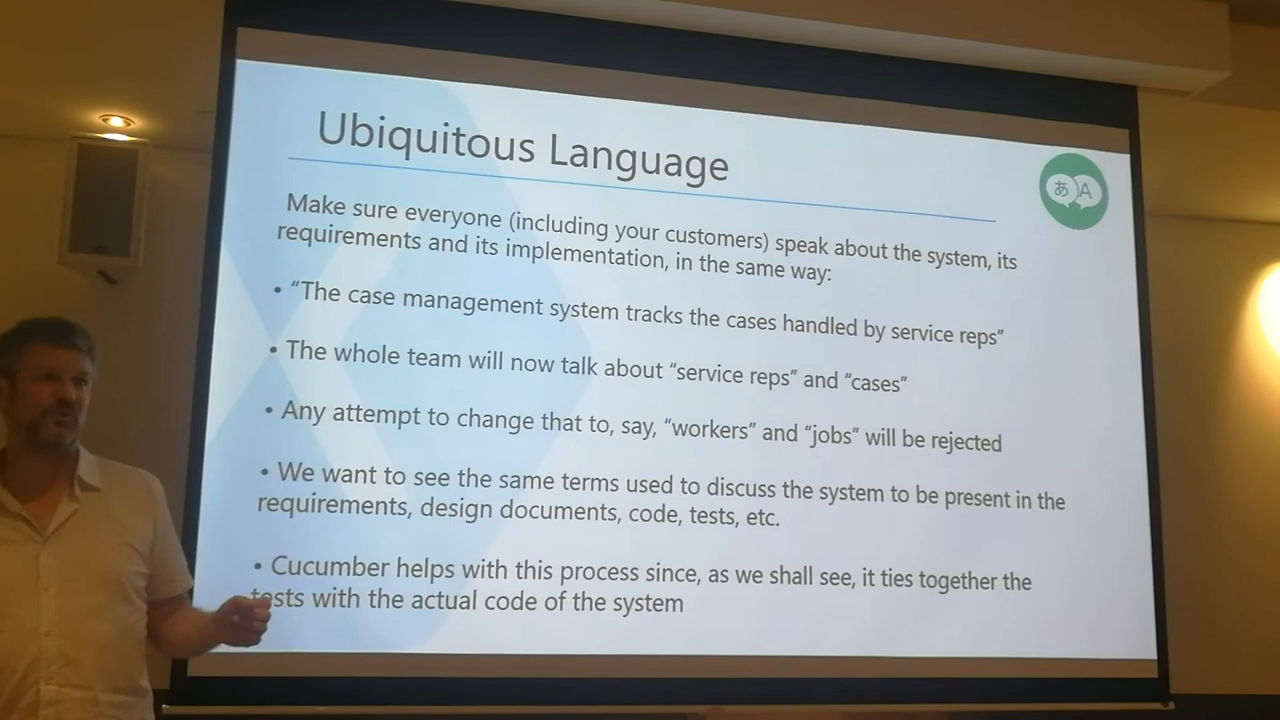 Ubiquitous Language
あ A
Make sure everyone (including your customers) speak about the system, its
requirements and its implementation, in the same way:
• “The case management system tracks the cases handled by service reps”
• The whole team will now talk about “service reps” and “cases”
• Any attempt to change that to, say, “workers” and “jobs” will be rejected
• We want to see the same terms used to discuss the system to be present in the
requirements, design documents, code, tests, etc.
• Cucumber helps with this process since, as we shall see, it ties together the
tests with the actual code of the system